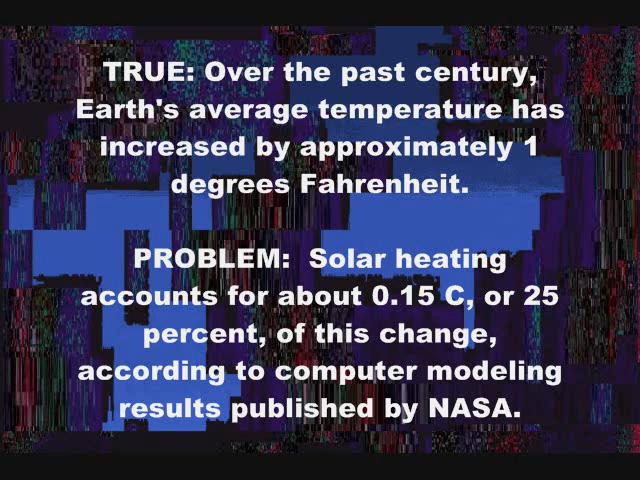 TRUE: Over the past century,
Earth's average temperature has
increased by approximately 1
degrees Fahrenheit.
PROBLEM: Solar heating
accounts for about 0.15 C, or 25
percent, of this change,
according to computer modeling
results published by NASA.